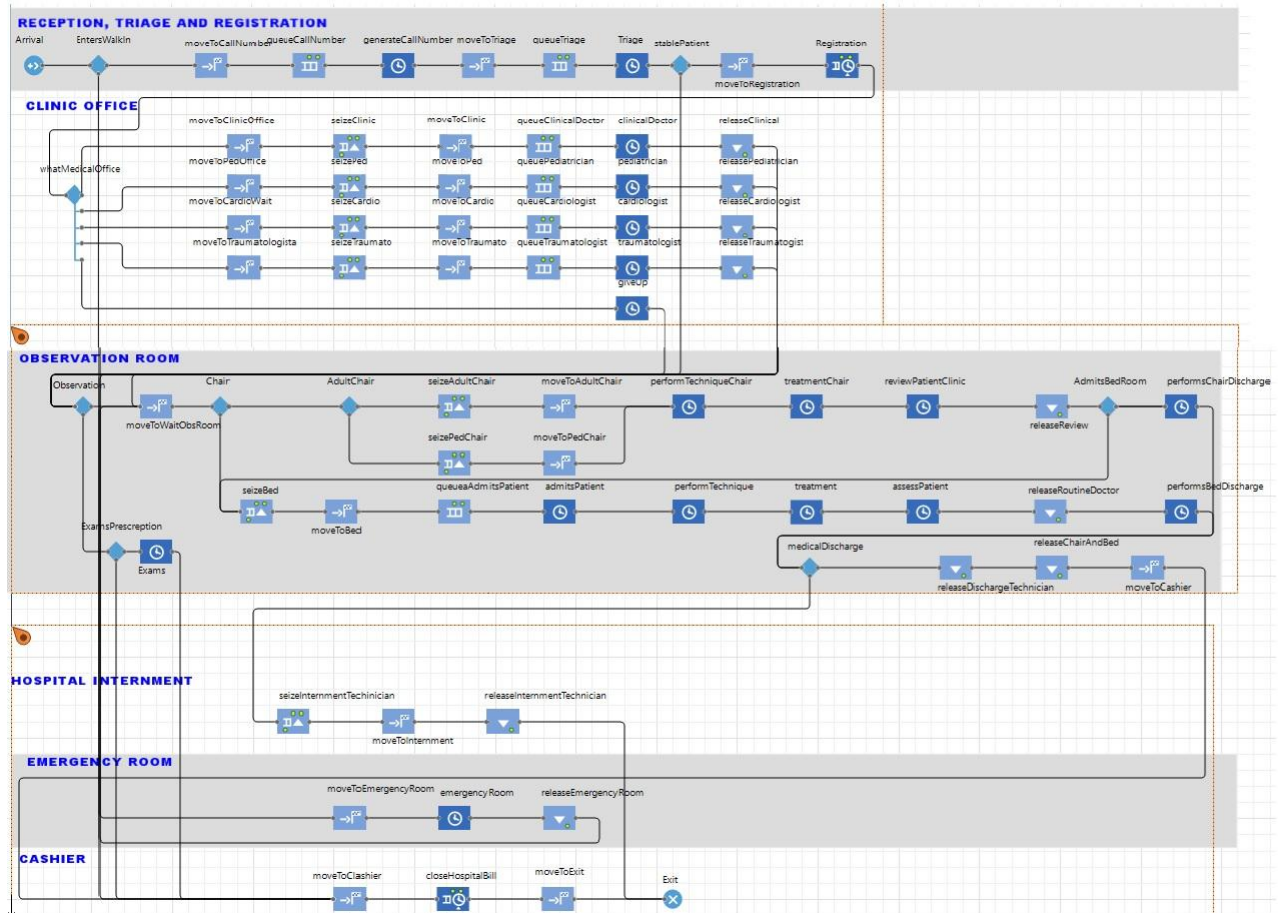 RECEPTION, TRIAGE AND REGISTRATION
Arrival
EntersWalkIn
moveToCallNumber
queueCallNumber
generateCallNumber
moveToTriage
queueTriage
Triage
stablePatient
moveToRegistration
Registration
CLINIC OFFICE
moveToClinicOffice
seizeClinic
moveToClinic
queueClinicalDoctor
clinicalDoctor
releaseClinical
whatMedicalOffice
moveToPedOffice
seizePed
moveToPed
queuePediatrician
pediatrician
releasePediatrician
moveToCardioWait
seizeCardio
moveToCardio
queueCardiologist
cardiologist
releaseCardiologist
moveToTraumatologista
seizeTraumato
moveToTraumato
queueTraumatologist
traumatologist
releaseTraumatogist
giveUp
OBSERVATION ROOM
Observation
moveToWaitObsRoom
Chair
AdultChair
seizeAdultChair
moveToAdultChair
performTechniqueChair
treatmentChair
reviewPatientClinic
releaseReview
AdmitsBedRoom
performsChairDischarge
seizePedChair
moveToPedChair
seizeBed
moveToBed
queueaAdmitsPatient
admitsPatient
performTechnique
treatment
assessPatient
releaseRoutineDoctor
performsBedDischarge
ExamsPrescreption
Exams
medicalDischarge
releaseDischargeTechnician
releaseChairAndBed
moveToCashier
HOSPITAL INTERNMENT
seizeInternmentTechinician
moveToInternment
releaseInternmentTechnician
EMERGENCY ROOM
moveToEmergencyRoom
emergencyRoom
releaseEmergencyRoom
CASHIER
moveToClashier
closeHospitalBill
moveToExit
Exit